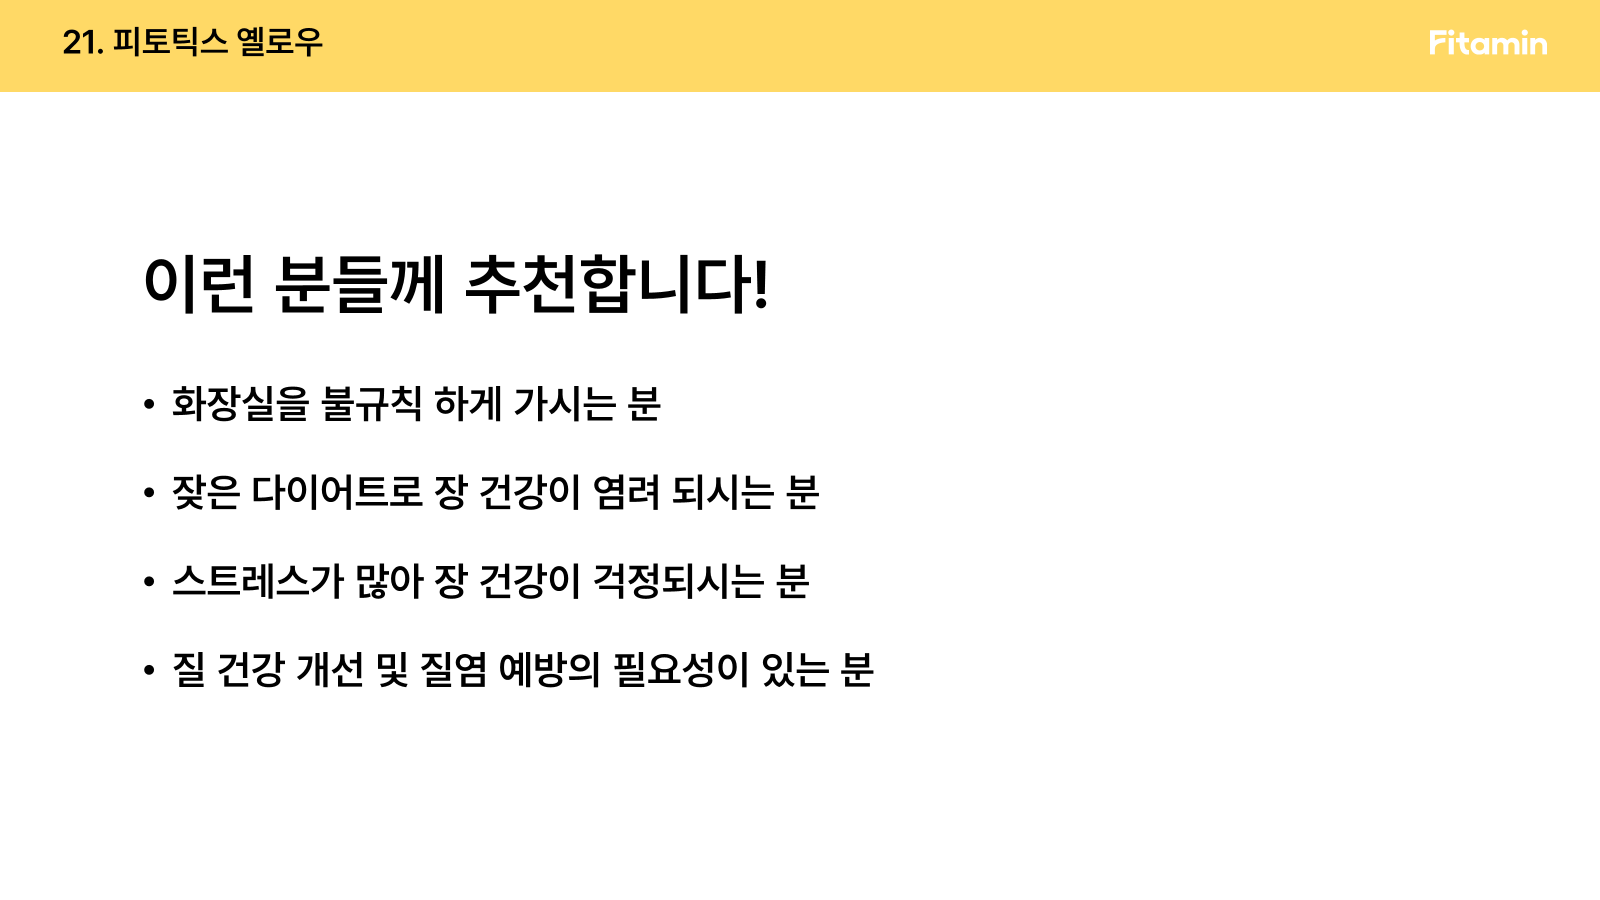 21. 피토틱스 옐로우
Fitamin
이런 분들께 추천합니다!
• 화장실을 불규칙 하게 가시는 분
• 잦은 다이어트로 장 건강이 염려 되시는 분
• 스트레스가 많아 장 건강이 걱정되시는 분
• 질 건강 개선 및 질염 예방의 필요성이 있는 분